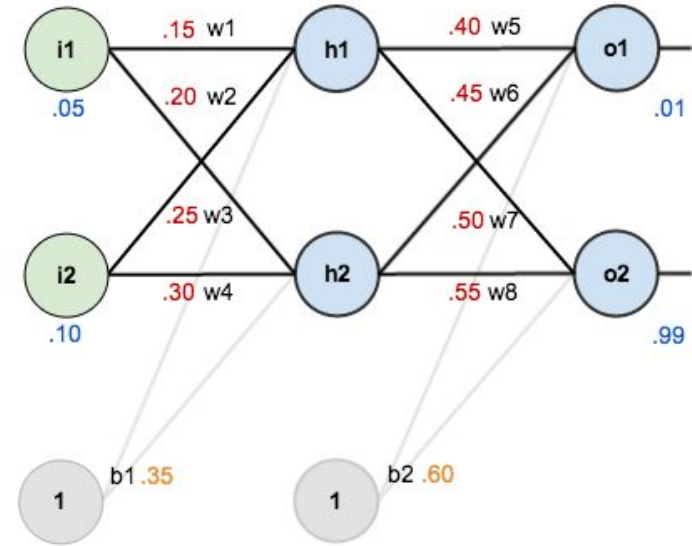 .15 w1
i1
h1
.40 w5
o1
.05
.20 w2
.45 w6
.01
.25 w3
.50 w7
i2
.30 w4
h2
.55 w8
o2
.10
.99
b1 .35
b2 .60
1
1